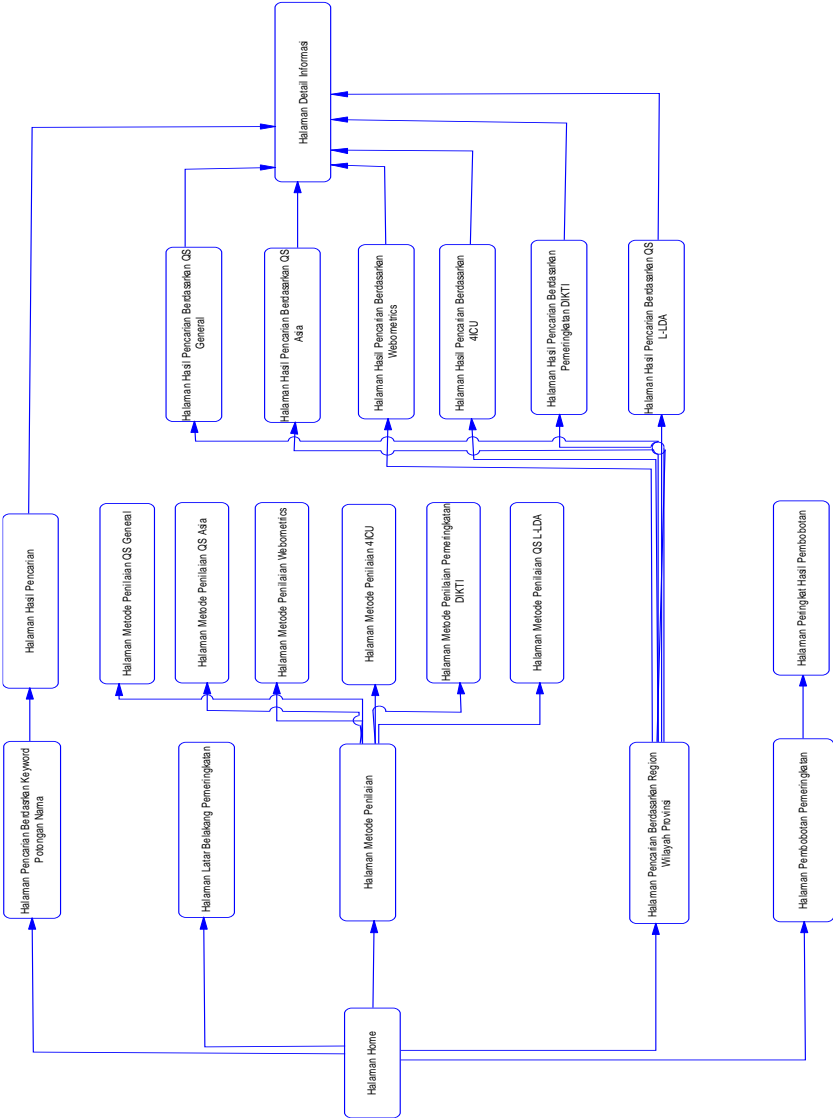 Halaman Home
Halaman Pencarian Berdasrkan Keyword
Potongan Nama
Halaman Latar Belakang Pemeringkatan
Halaman Metode Penilaian
Halaman Pencarian Berdasarkan Region
Wilayah Provinsi
Halaman Pembobotan Pemeringkatan
Halaman Hasil Pencarian
Halaman Metode Penilaian QS General
Halaman Metode Penilaian QS Asia
Halaman Metode Penilaian Webometrics
Halaman Metode Penilaian 4ICU
Halaman Metode Penilaian Pemeringkatan
DIKTI
Halaman Metode Penilaian QS L-LDA
Halaman Peringkat Hasil Pembobotan
Halaman Hasil Pencarian Berdasarkan QS
General
Halaman Hasil Pencarian Berdasarkan QS
Asia
Halaman Hasil Pencarian Berdasarkan
Webometrics
Halaman Hasil Pencarian Berdasarkan
4ICU
Halaman Hasil Pencarian Berdasarkan
Pemeringkatan DIKTI
Halaman Hasil Pencarian Berdasarkan QS
L-LDA
Halaman Detail Informasi